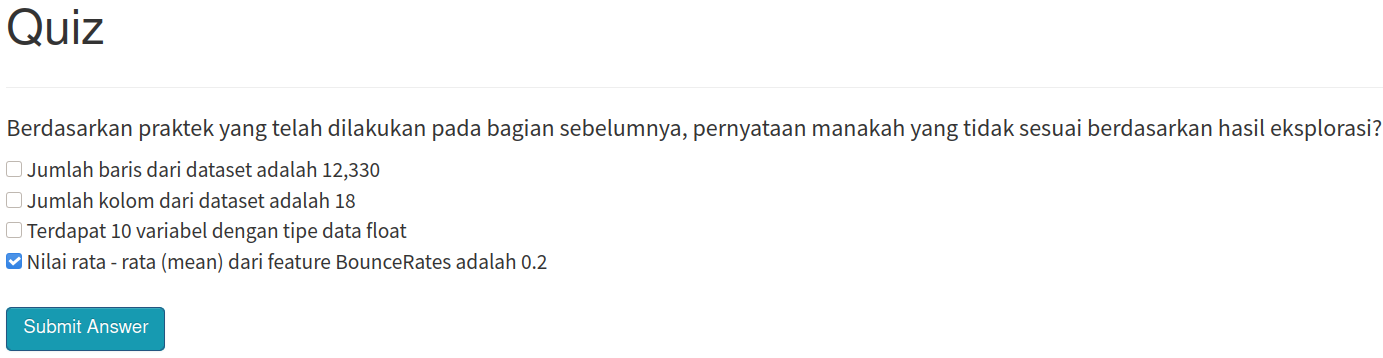 Quiz
Berdasarkan praktek yang telah dilakukan pada bagian sebelumnya, pernyataan manakah yang tidak sesuai berdasarkan hasil eksplorasi?
Jumlah baris dari dataset adalah 12,330
Jumlah kolom dari dataset adalah 18
Terdapat 10 variabel dengan tipe data float
Nilai rata - rata (mean) dari feature BounceRates adalah 0.2
Submit Answer